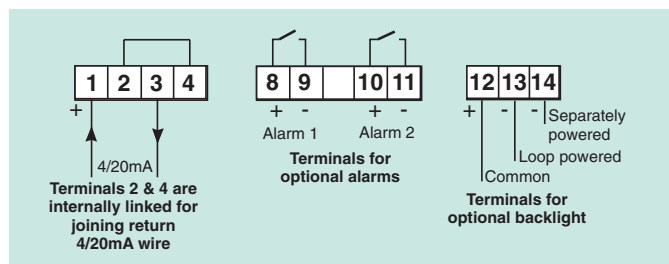 1 2 3 4
+
4/20mA
Terminals 2 & 4 are
internally linked for
joining return
4/20mA wire
8 9 10 11
+ - + -
Alarm 1 Alarm 2
Terminals for
optional alarms
12 13 14
+ - -
Separately
powered
Loop powered
Common
Terminals for
optional backlight